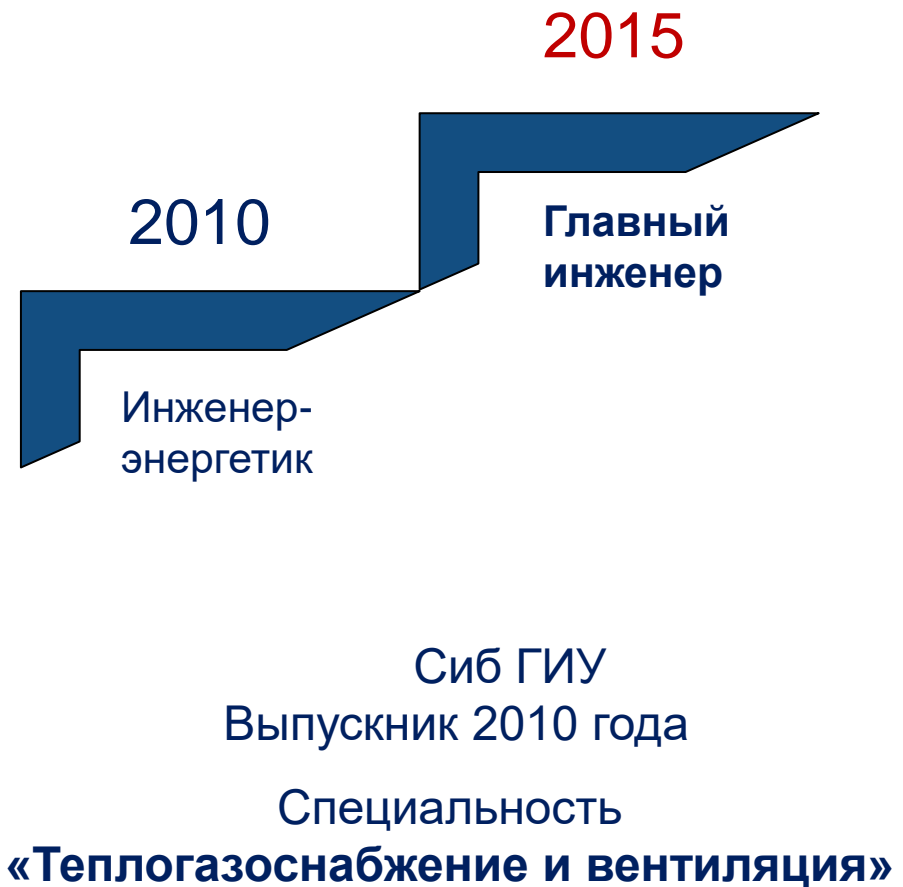 2015
2010
Главный
инженер
Инженер-
энергетик
Сиб ГИУ
Выпускник 2010 года
Специальность
«Теплогазоснабжение и вентиляция»